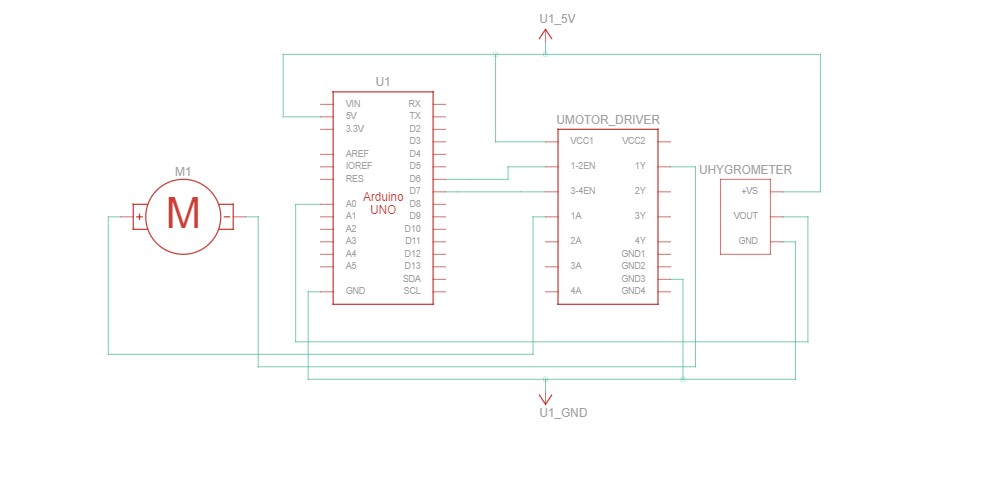 U1_5V
U1
VIN RX
5V TX
3.3V D2
D3
AREF D4
IOREF D5
RES D6
D7
Arduino
UNO
A0 D8
A1 D9
A2 D10
A3 D11
A4 D12
A5 D13
SDA
GND SCL
UMOTOR_DRIVER
VCC1 VCC2
1-2EN 1Y
3-4EN 2Y
1A 3Y
2A 4Y
GND1
3A GND2
GND3
4A GND4
UHYGROMETER
+VS
VOUT
GND
M1
+ M -
U1_GND